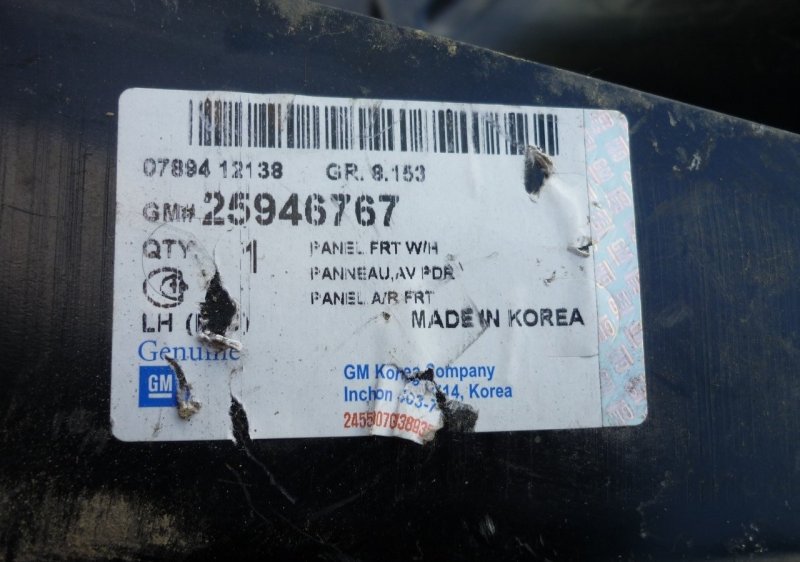 07894 12138 GR. 8.153
GM# 25946767
QTY 1
PANEL FRT W/H
PANNEAU,AV PDR
PANEL A/R FRT
LH
MADE IN KOREA
Genuine
GM
GM Korea Company
Inchon Korea